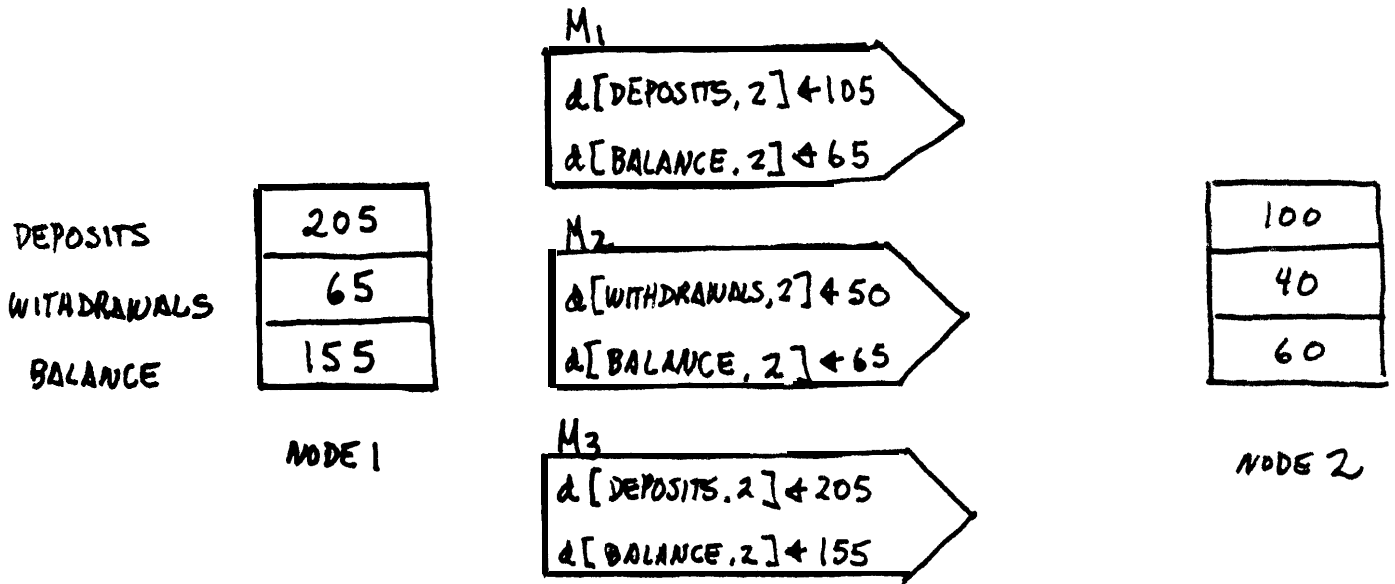 M1
d[DEPOSITS, 2] ← 105
d[BALANCE, 2] ← 65
DEPOSITS 205 100
M2
WITHDRAWALS 65 40
d[WITHDRAWALS, 2] ← 50
BALANCE 155 60
d[BALANCE, 2] ← 65
M3
NODE 1 NODE 2
d[DEPOSITS, 2] ← 205
d[BALANCE, 2] ← 155